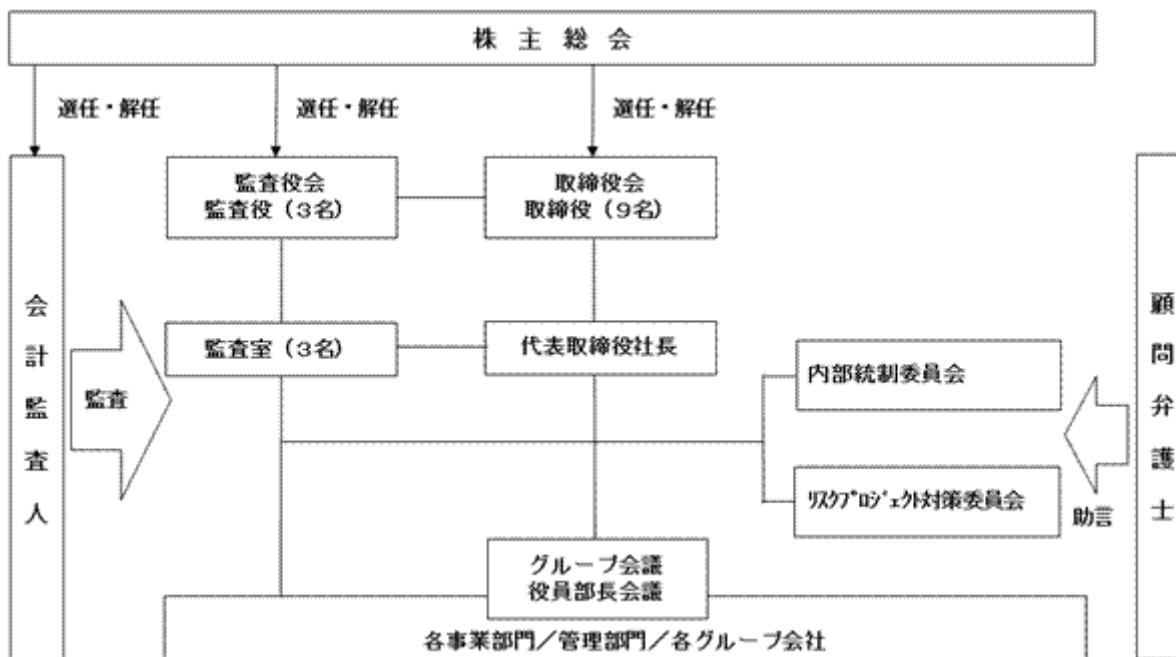 株主総会
選任・解任
選任・解任
選任・解任
監査役会
監査役（3名）
取締役会
取締役（9名）
会計監査人
監査
監査室（3名）
代表取締役社長
内部統制委員会
ﾘｽｸﾌﾟﾛｼﾞｪｸﾄ対策委員会
助言
顧問弁護士
グループ会議
役員部長会議
各事業部門／管理部門／各グループ会社